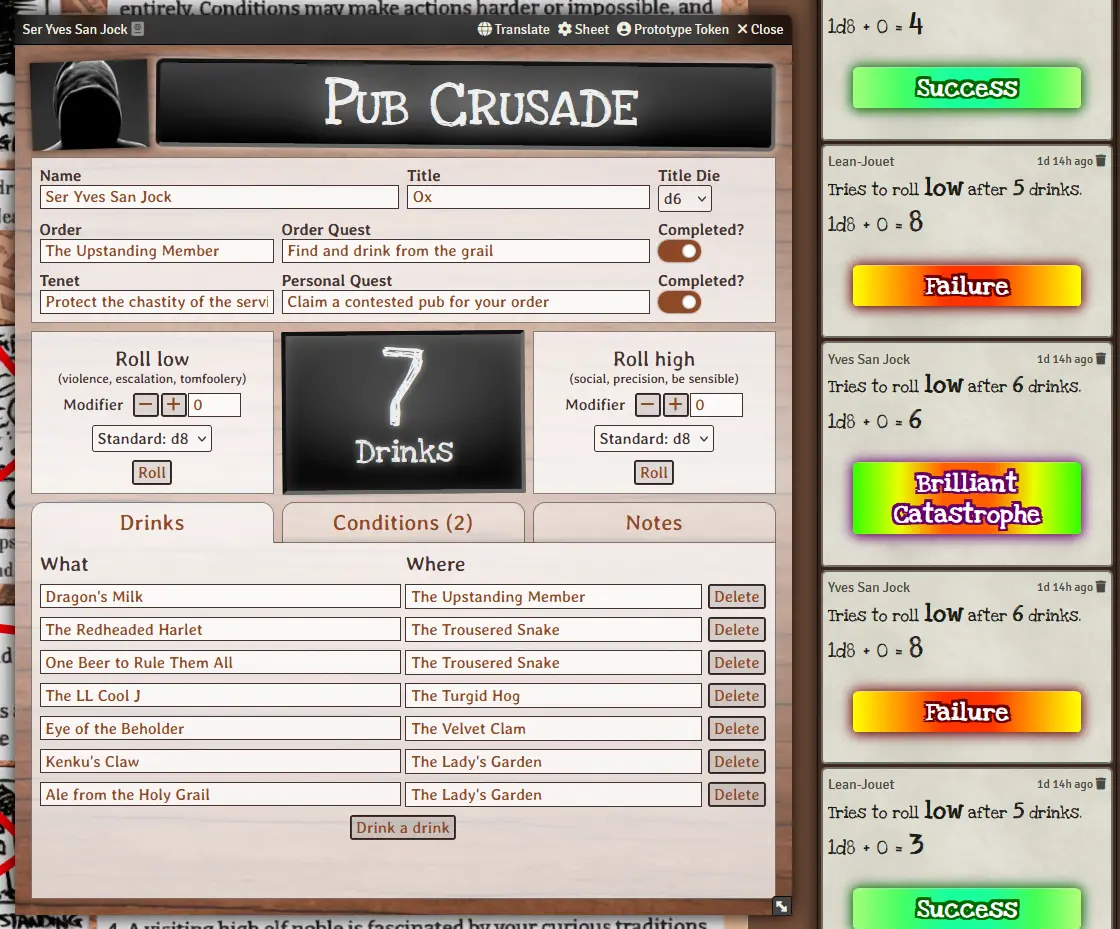 entirely. Conditions may make actions harder or impossible, and
Ser Yves San Jock
Translate
Sheet
Prototype Token
Close
Pub Crusade
Name
Title
Title Die
Ser Yves San Jock
Ox
d6
Order
Order Quest
Completed?
The Upstanding Member
Find and drink from the grail
Tenet
Personal Quest
Completed?
Protect the chastity of the servi
Claim a contested pub for your order
Roll low
(violence, escalation, tomfoolery)
Modifier − + 0
Standard: d8
Roll
7
Drinks
Roll high
(social, precision, be sensible)
Modifier − + 0
Standard: d8
Roll
Drinks
Conditions (2)
Notes
What
Where
Dragon's Milk
The Upstanding Member
Delete
The Redheaded Harlet
The Trousered Snake
Delete
One Beer to Rule Them All
The Trousered Snake
Delete
The LL Cool J
The Turgid Hog
Delete
Eye of the Beholder
The Velvet Clam
Delete
Kenku's Claw
The Lady's Garden
Delete
Ale from the Holy Grail
The Lady's Garden
Delete
Drink a drink
STANDING
4. A visiting high elf noble is fascinated by your curious traditions
1d8 + 0 = 4
Success
Lean-Jouet
1d 14h ago
Tries to roll low after 5 drinks.
1d8 + 0 = 8
Failure
Yves San Jock
1d 14h ago
Tries to roll low after 6 drinks.
1d8 + 0 = 6
Brilliant
Catastrophe
Yves San Jock
1d 14h ago
Tries to roll low after 6 drinks.
1d8 + 0 = 8
Failure
Lean-Jouet
1d 14h ago
Tries to roll low after 5 drinks.
1d8 + 0 = 3
Success